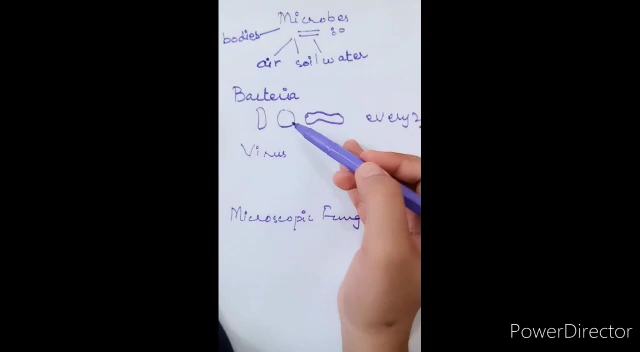 Microbes
bodies
air soil water
Bacteria
every
Virus
Microscopic Fung
PowerDirector